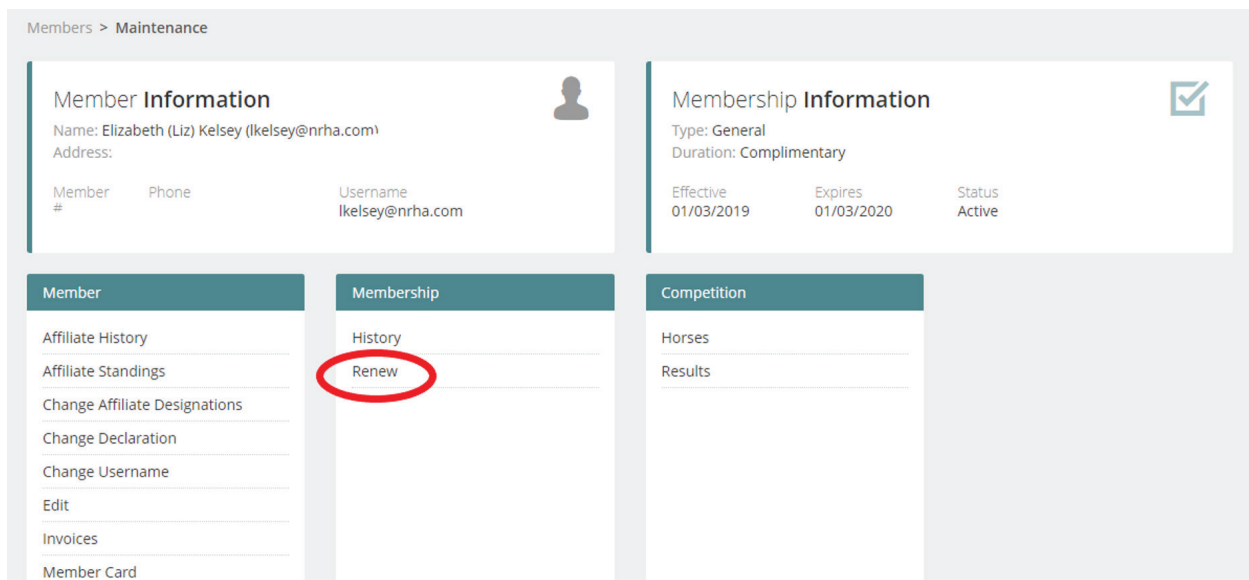 Members > Maintenance
Member Information
Name: Elizabeth (Liz) Kelsey (lkelsey@nrha.com)
Address:
Member # Phone Username
lkelsey@nrha.com
Membership Information
Type: General
Duration: Complimentary
Effective Expires Status
01/03/2019 01/03/2020 Active
Member
Affiliate History
Affiliate Standings
Change Affiliate Designations
Change Declaration
Change Username
Edit
Invoices
Member Card
Membership
History
Renew
Competition
Horses
Results